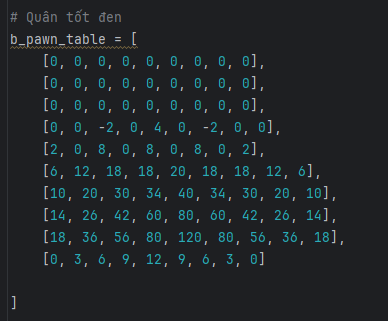 # Quân tốt đen
b_pawn_table = [
    [0, 0, 0, 0, 0, 0, 0, 0, 0],
    [0, 0, 0, 0, 0, 0, 0, 0, 0],
    [0, 0, 0, 0, 0, 0, 0, 0, 0],
    [0, 0, -2, 0, 4, 0, -2, 0, 0],
    [2, 0, 8, 0, 8, 0, 8, 0, 2],
    [6, 12, 18, 18, 20, 18, 18, 12, 6],
    [10, 20, 30, 34, 40, 34, 30, 20, 10],
    [14, 26, 42, 60, 80, 60, 42, 26, 14],
    [18, 36, 56, 80, 120, 80, 56, 36, 18],
    [0, 3, 6, 9, 12, 9, 6, 3, 0]
]